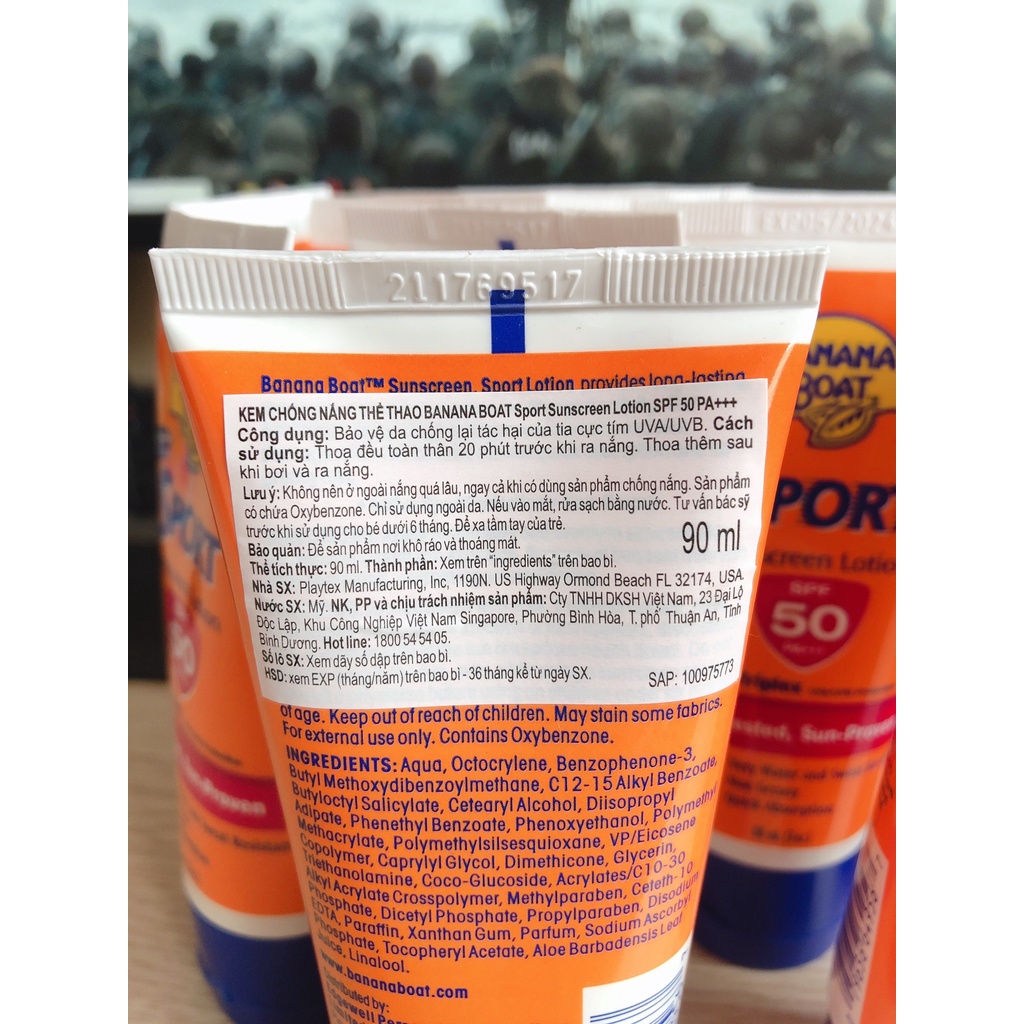 EXP05/2024
211769517
Banana Boat™ Sunscreen, Sport Lotion provides long-lasting
KEM CHỐNG NẮNG THỂ THAO BANANA BOAT Sport Sunscreen Lotion SPF 50 PA+++
Công dụng: Bảo vệ da chống lại tác hại của tia cực tím UVA/UVB. Cách
sử dụng: Thoa đều toàn thân 20 phút trước khi ra nắng. Thoa thêm sau
khi bơi và ra nắng.
Lưu ý: Không nên ở ngoài nắng quá lâu, ngay cả khi có dùng sản phẩm chống nắng. Sản phẩm
có chứa Oxybenzone. Chỉ sử dụng ngoài da. Nếu vào mắt, rửa sạch bằng nước. Tư vấn bác sỹ
trước khi sử dụng cho bé dưới 6 tháng. Để xa tầm tay của trẻ.
Bảo quản: Để sản phẩm nơi khô ráo và thoáng mát.
90 ml
Thể tích thực: 90 ml. Thành phần: Xem trên "ingredients" trên bao bì.
Nhà SX: Playtex Manufacturing, Inc, 1190N. US Highway Ormond Beach FL 32174, USA.
Nước SX: Mỹ. NK, PP và chịu trách nhiệm sản phẩm: Cty TNHH DKSH Việt Nam, 23 Đại Lộ
Độc Lập, Khu Công Nghiệp Việt Nam Singapore, Phường Bình Hòa, T.phố Thuận An, Tỉnh
Bình Dương. Hot line: 1800 54 54 05.
Số lô SX: Xem dãy số dập trên bao bì.
HSD: xem EXP (tháng/năm) trên bao bì - 36 tháng kể từ ngày SX.
SAP: 100975773
of age. Keep out of reach of children. May stain some fabrics.
For external use only. Contains Oxybenzone.
INGREDIENTS: Aqua, Octocrylene, Benzophenone-3,
Butyl Methoxydibenzoylmethane, C12-15 Alkyl Benzoate,
Butyloctyl Salicylate, Cetearyl Alcohol, Diisopropyl
Adipate, Phenethyl Benzoate, Phenoxyethanol, Polymethyl
Methacrylate, Polymethylsilsesquioxane, VP/Eicosene
Copolymer, Caprylyl Glycol, Dimethicone, Glycerin,
Triethanolamine, Coco-Glucoside, Acrylates/C10-30
Alkyl Acrylate Crosspolymer, Methylparaben, Ceteth-10
Phosphate, Dicetyl Phosphate, Propylparaben, Disodium
EDTA, Paraffin, Xanthan Gum, Parfum, Sodium Ascorbyl
Phosphate, Tocopheryl Acetate, Aloe Barbadensis Leaf
Juice, Linalool.
www.bananaboat.com
BOAT
SPF
50